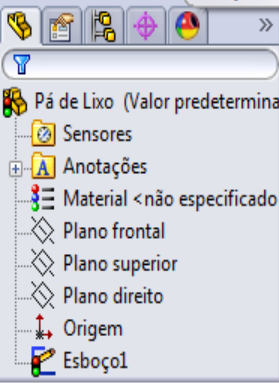 Pá de Lixo (Valor predetermina
Sensores
A Anotações
Material <não especificado
Plano frontal
Plano superior
Plano direito
Origem
Esboço1